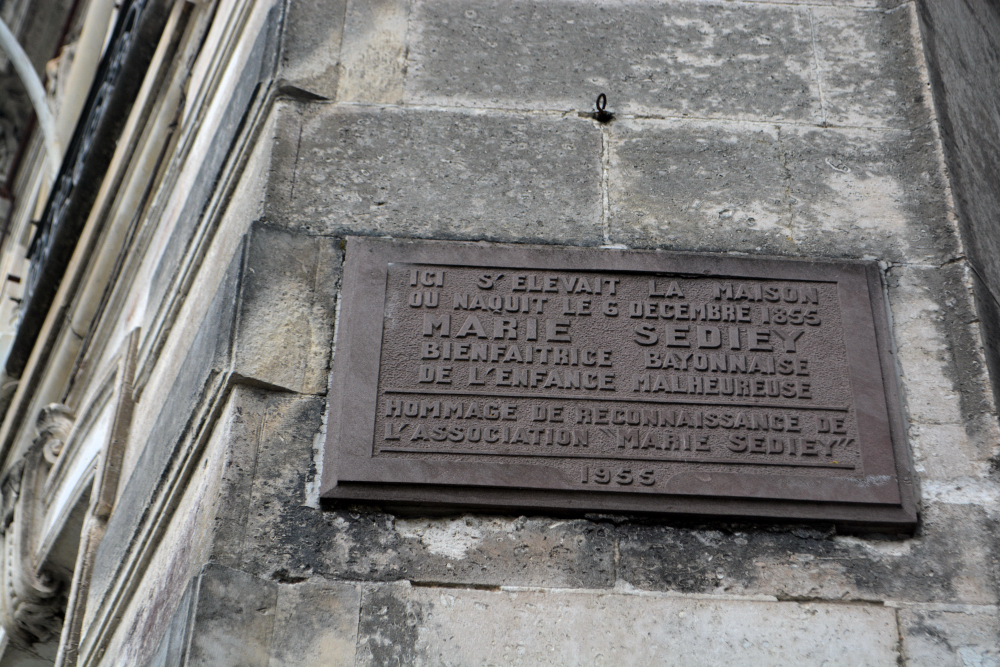 ICI S'ELEVAIT LA MAISON
OU NAQUIT LE 6 DECEMBRE 1855
MARIE SEDIEY
BIENFAITRICE BAYONNAISE
DE L'ENFANCE MALHEUREUSE
HOMMAGE DE RECONNAISSANCE DE
L'ASSOCIATION "MARIE SEDIEY"
1955